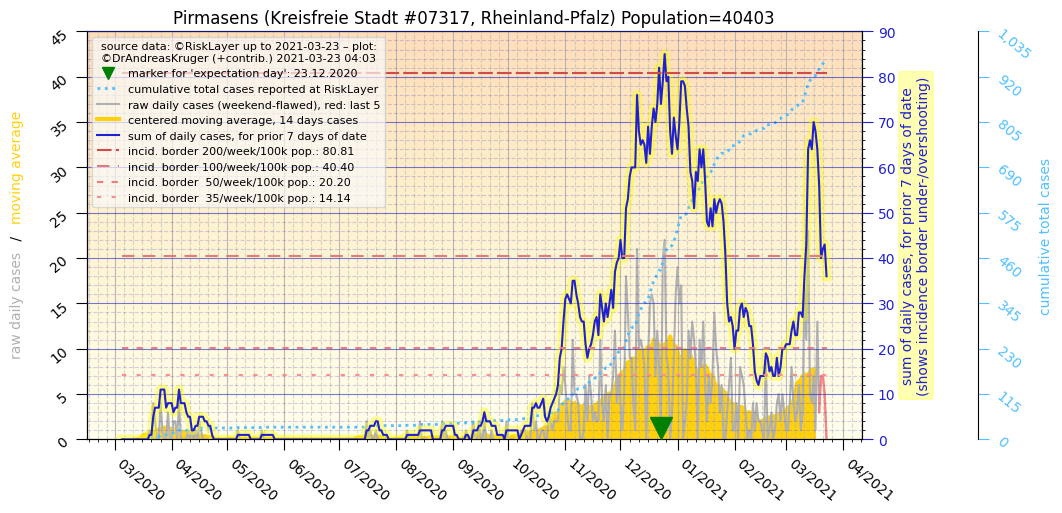 Pirmasens (Kreisfreie Stadt #07317, Rheinland-Pfalz) Population=40403
source data: ©RiskLayer up to 2021-03-23 – plot:
©DrAndreasKruger (+contrib.) 2021-03-23 04:03
marker for 'expectation day': 23.12.2020
cumulative total cases reported at RiskLayer
raw daily cases (weekend-flawed), red: last 5
centered moving average, 14 days cases
sum of daily cases, for prior 7 days of date
incid. border 200/week/100k pop.: 80.81
incid. border 100/week/100k pop.: 40.40
incid. border  50/week/100k pop.: 20.20
incid. border  35/week/100k pop.: 14.14
raw daily cases  /  moving average
45
40
35
30
25
20
15
10
5
0
03/2020
04/2020
05/2020
06/2020
07/2020
08/2020
09/2020
10/2020
11/2020
12/2020
01/2021
02/2021
03/2021
04/2021
90
80
70
60
50
40
30
20
10
0
sum of daily cases, for prior 7 days of date
(shows incidence border under-/overshooting)
1,035
920
805
690
575
460
345
230
115
0
cumulative total cases